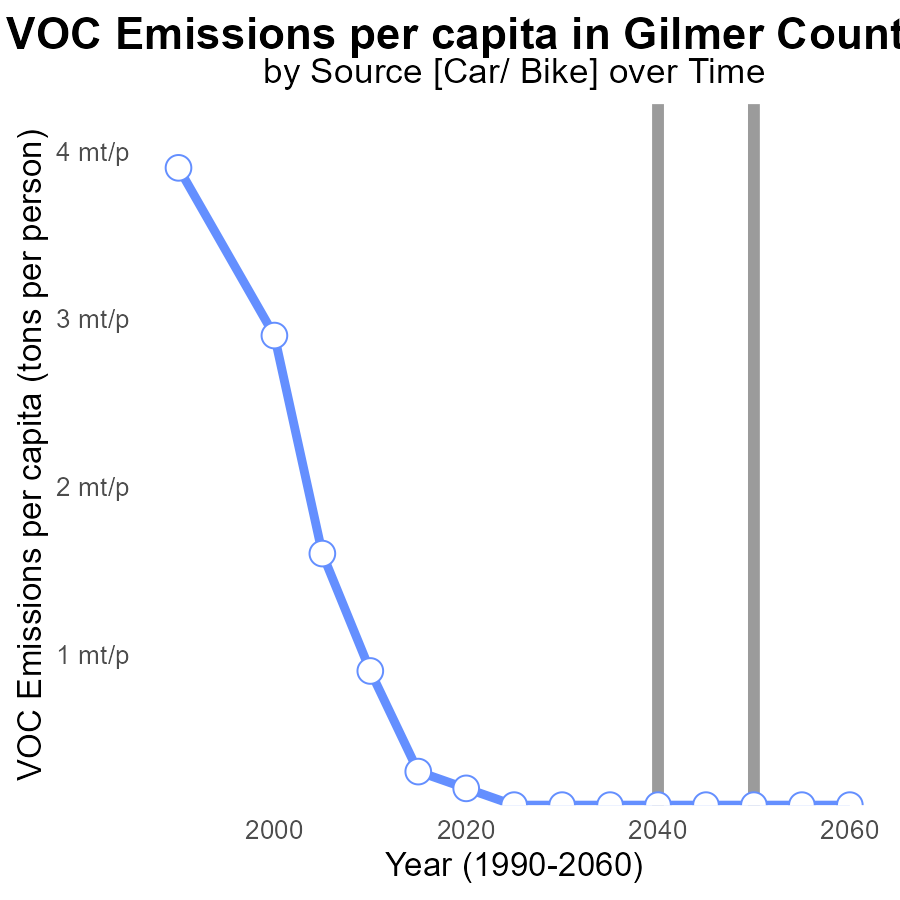 VOC Emissions per capita in Gilmer Count
by Source [Car/ Bike] over Time
VOC Emissions per capita (tons per person)
4 mt/p
3 mt/p
2 mt/p
1 mt/p
2000 2020 2040 2060
Year (1990-2060)